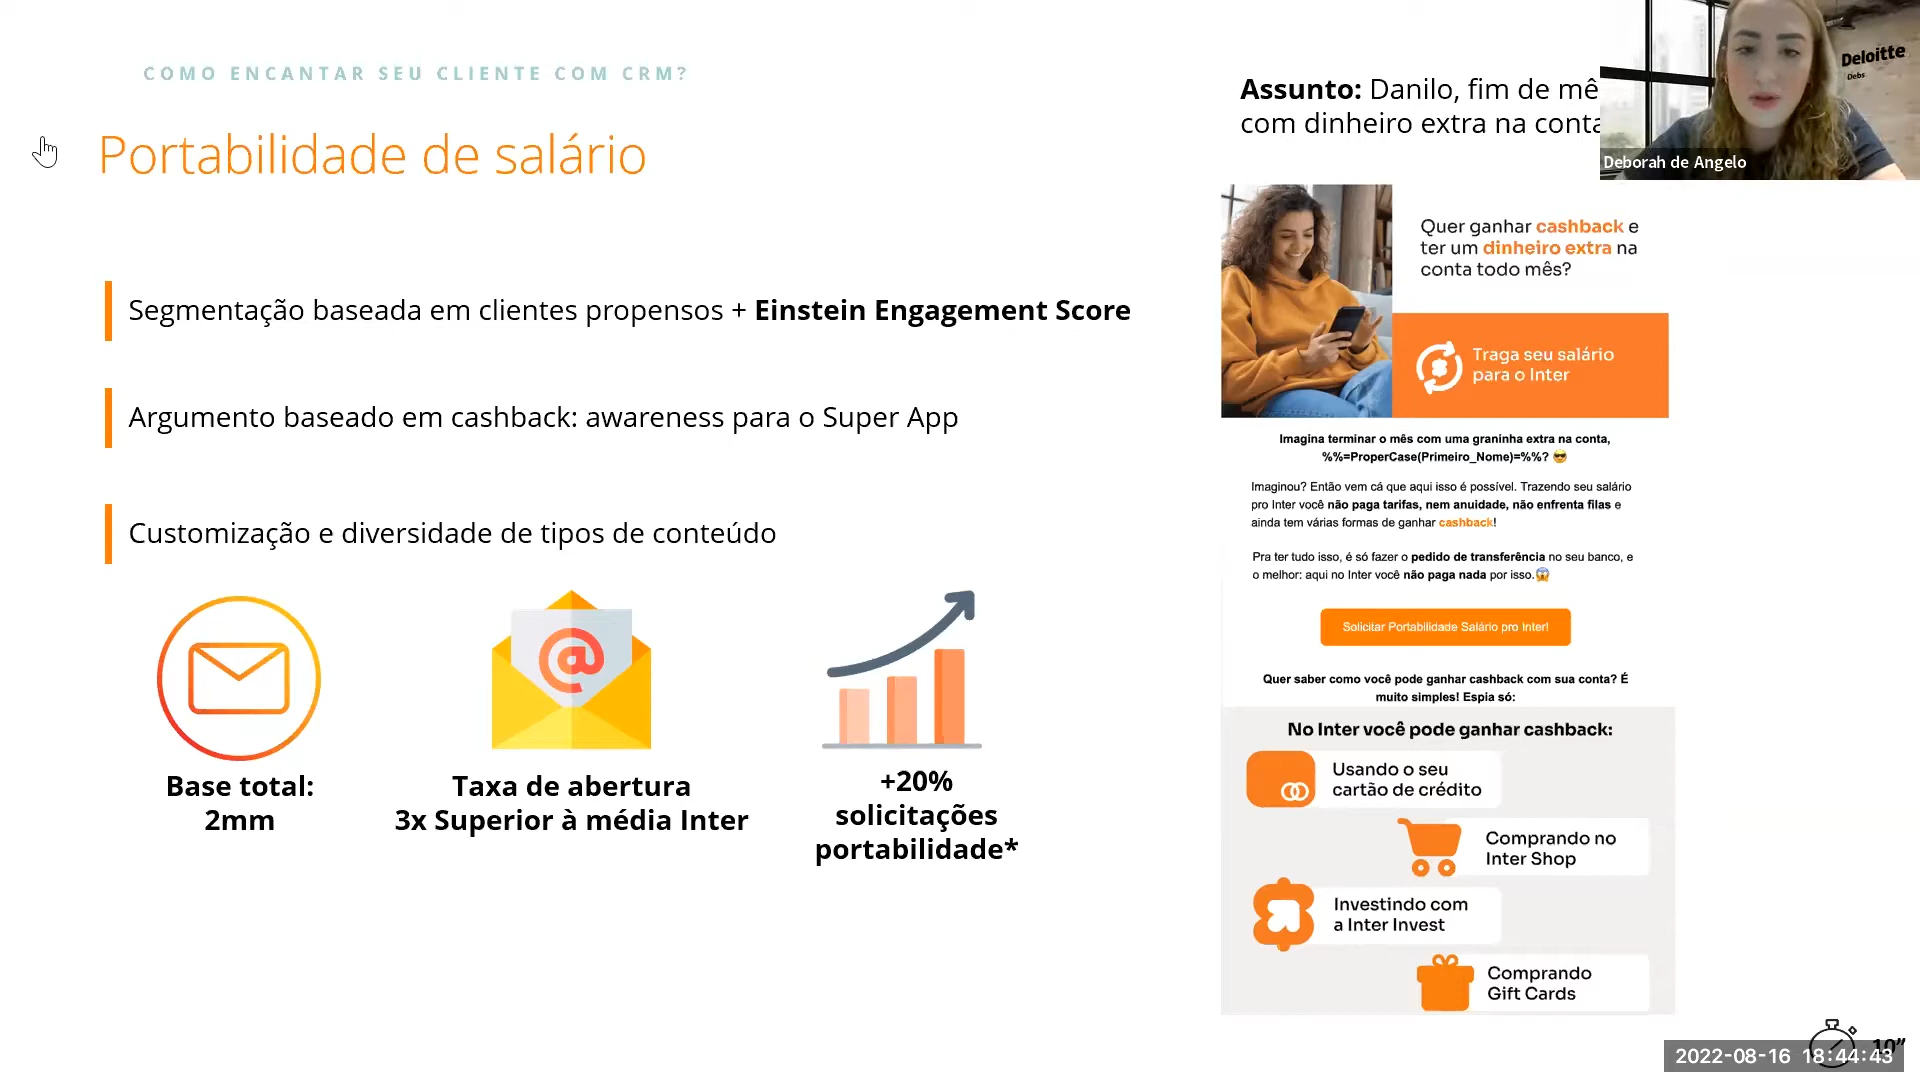 COMO ENCANTAR SEU CLIENTE COM CRM?
Portabilidade de salário
Segmentação baseada em clientes propensos + Einstein Engagement Score
Argumento baseado em cashback: awareness para o Super App
Customização e diversidade de tipos de conteúdo
Base total:
2mm
Taxa de abertura
3x Superior à média Inter
+20%
solicitações
portabilidade*
Assunto: Danilo, fim de mê
com dinheiro extra na conta
Deloitte
Debs
Deborah de Angelo
Quer ganhar cashback e
ter um dinheiro extra na
conta todo mês?
Traga seu salário
para o Inter
Imagina terminar o mês com uma graninha extra na conta,
%%=ProperCase(Primeiro_Nome)=%%? 😎
Imaginou? Então vem cá que aqui isso é possível. Trazendo seu salário
pro Inter você não paga tarifas, nem anuidade, não enfrenta filas e
ainda tem várias formas de ganhar cashback!
Pra ter tudo isso, é só fazer o pedido de transferência no seu banco, e
o melhor: aqui no Inter você não paga nada por isso.😱
Solicitar Portabilidade Salário pro Inter!
Quer saber como você pode ganhar cashback com sua conta? É
muito simples! Espia só:
No Inter você pode ganhar cashback:
Usando o seu
cartão de crédito
Comprando no
Inter Shop
Investindo com
a Inter Invest
Comprando
Gift Cards
10”
2022-08-16 18:44:43